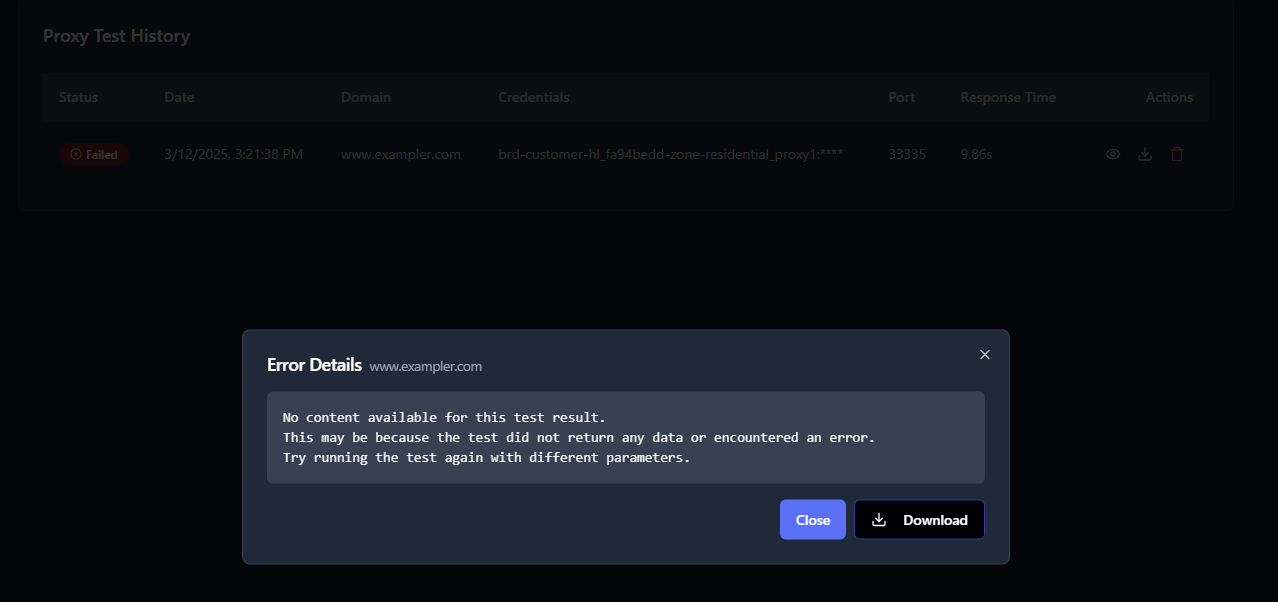 Proxy Test History
Status Date Domain Credentials Port Response Time Actions
Failed 3/12/2025, 3:21:38 PM www.exampler.com brd-customer-hl_fa94bedd-zone-residential_proxy1:**** 33335 9.86s
Error Details www.exampler.com
No content available for this test result.
This may be because the test did not return any data or encountered an error.
Try running the test again with different parameters.
Close Download